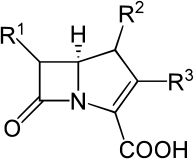 R¹ H R²
R³
O N
COOH